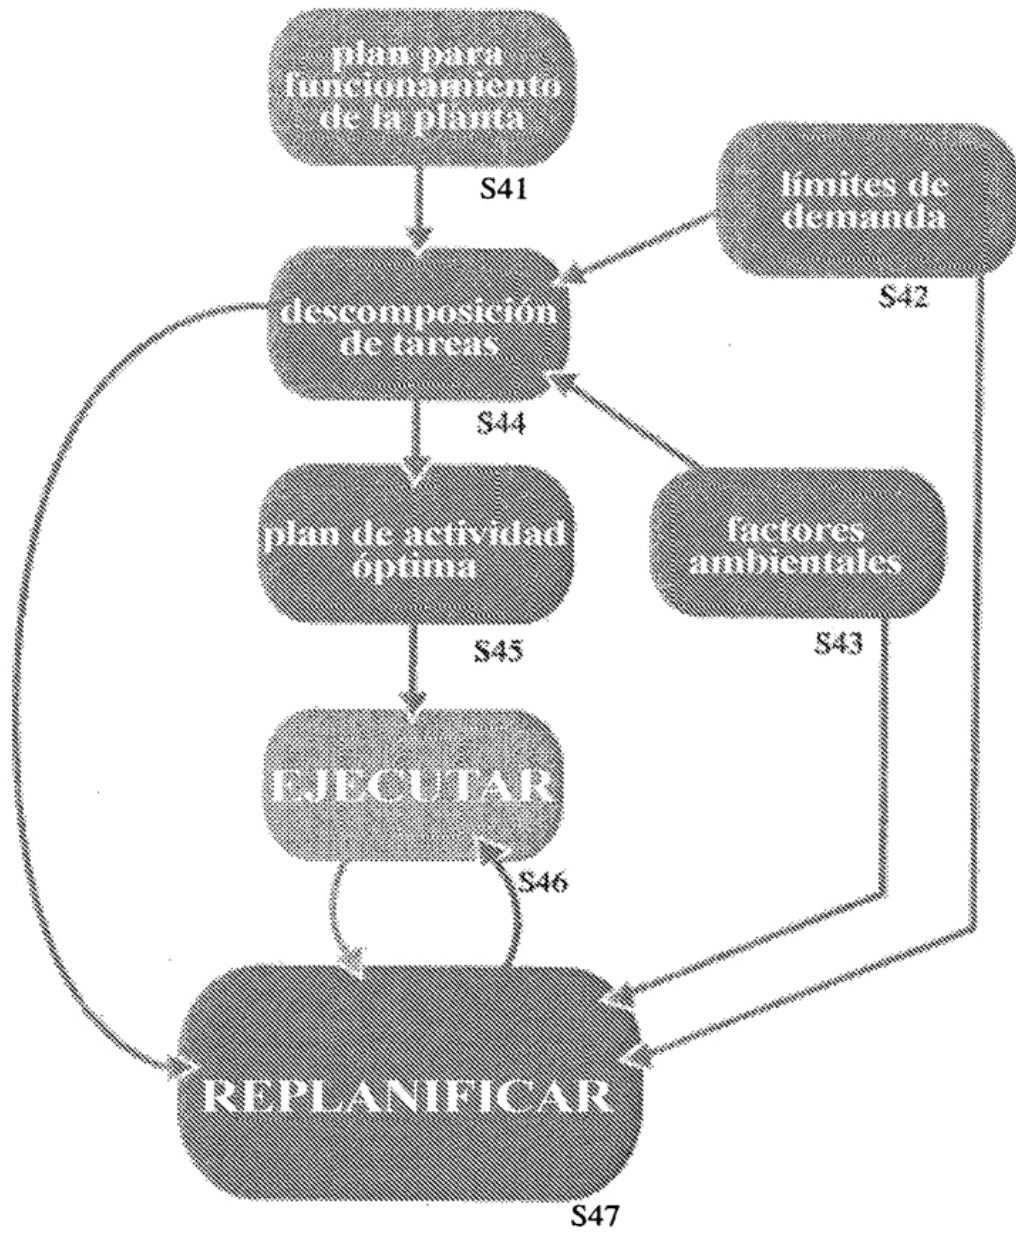 plan para
funcionamiento
de la planta
S41
límites de
demanda
S42
descomposición
de tareas
S44
plan de actividad
óptima
S45
factores
ambientales
S43
EJECUTAR
S46
REPLANIFICAR
S47